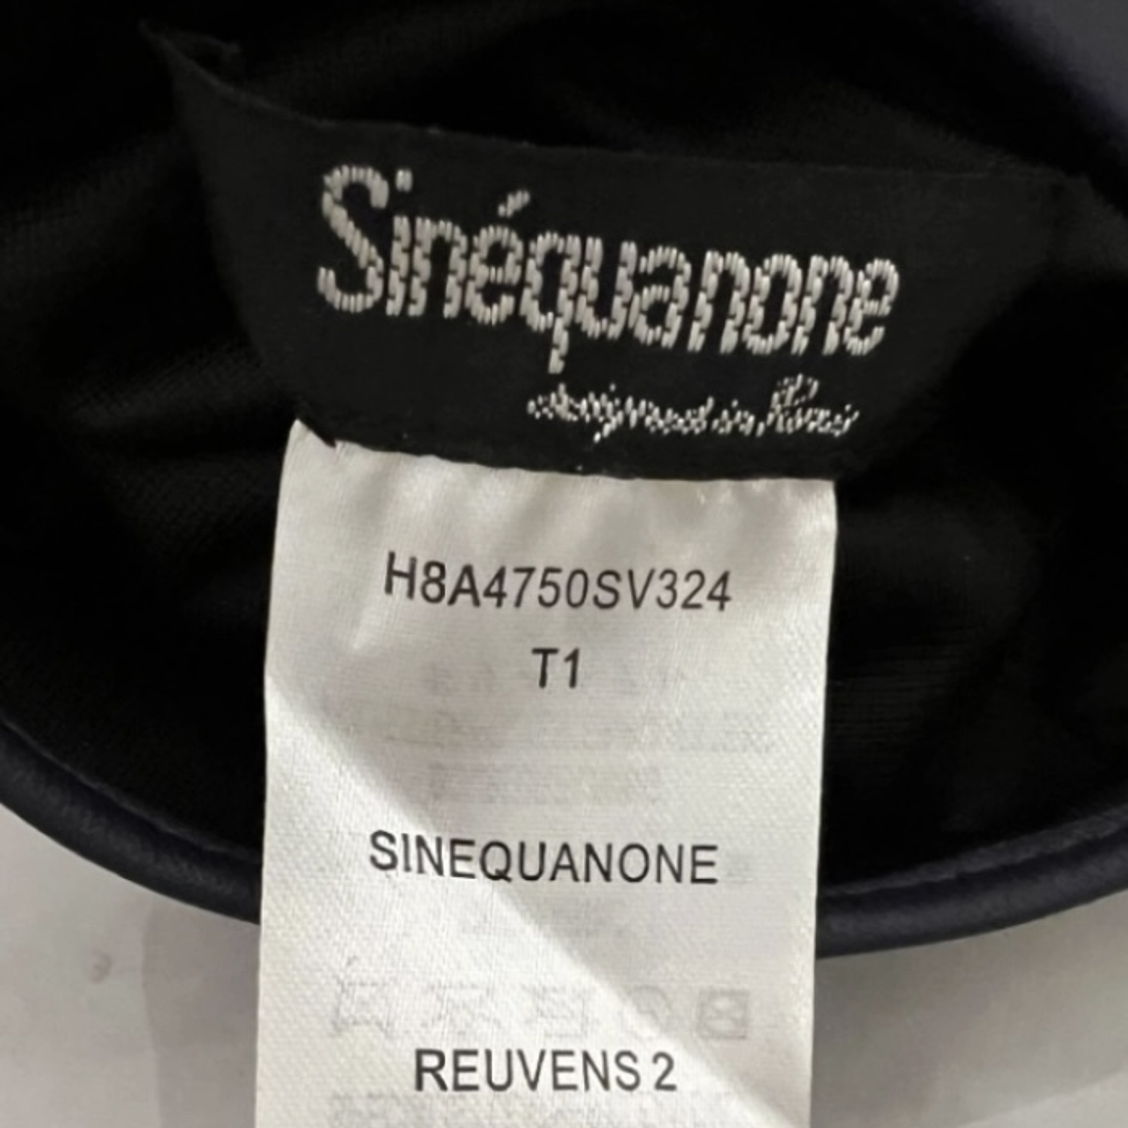 Sinéquanone
designed in Paris
H8A4750SV324
T1
SINEQUANONE
REUVENS 2